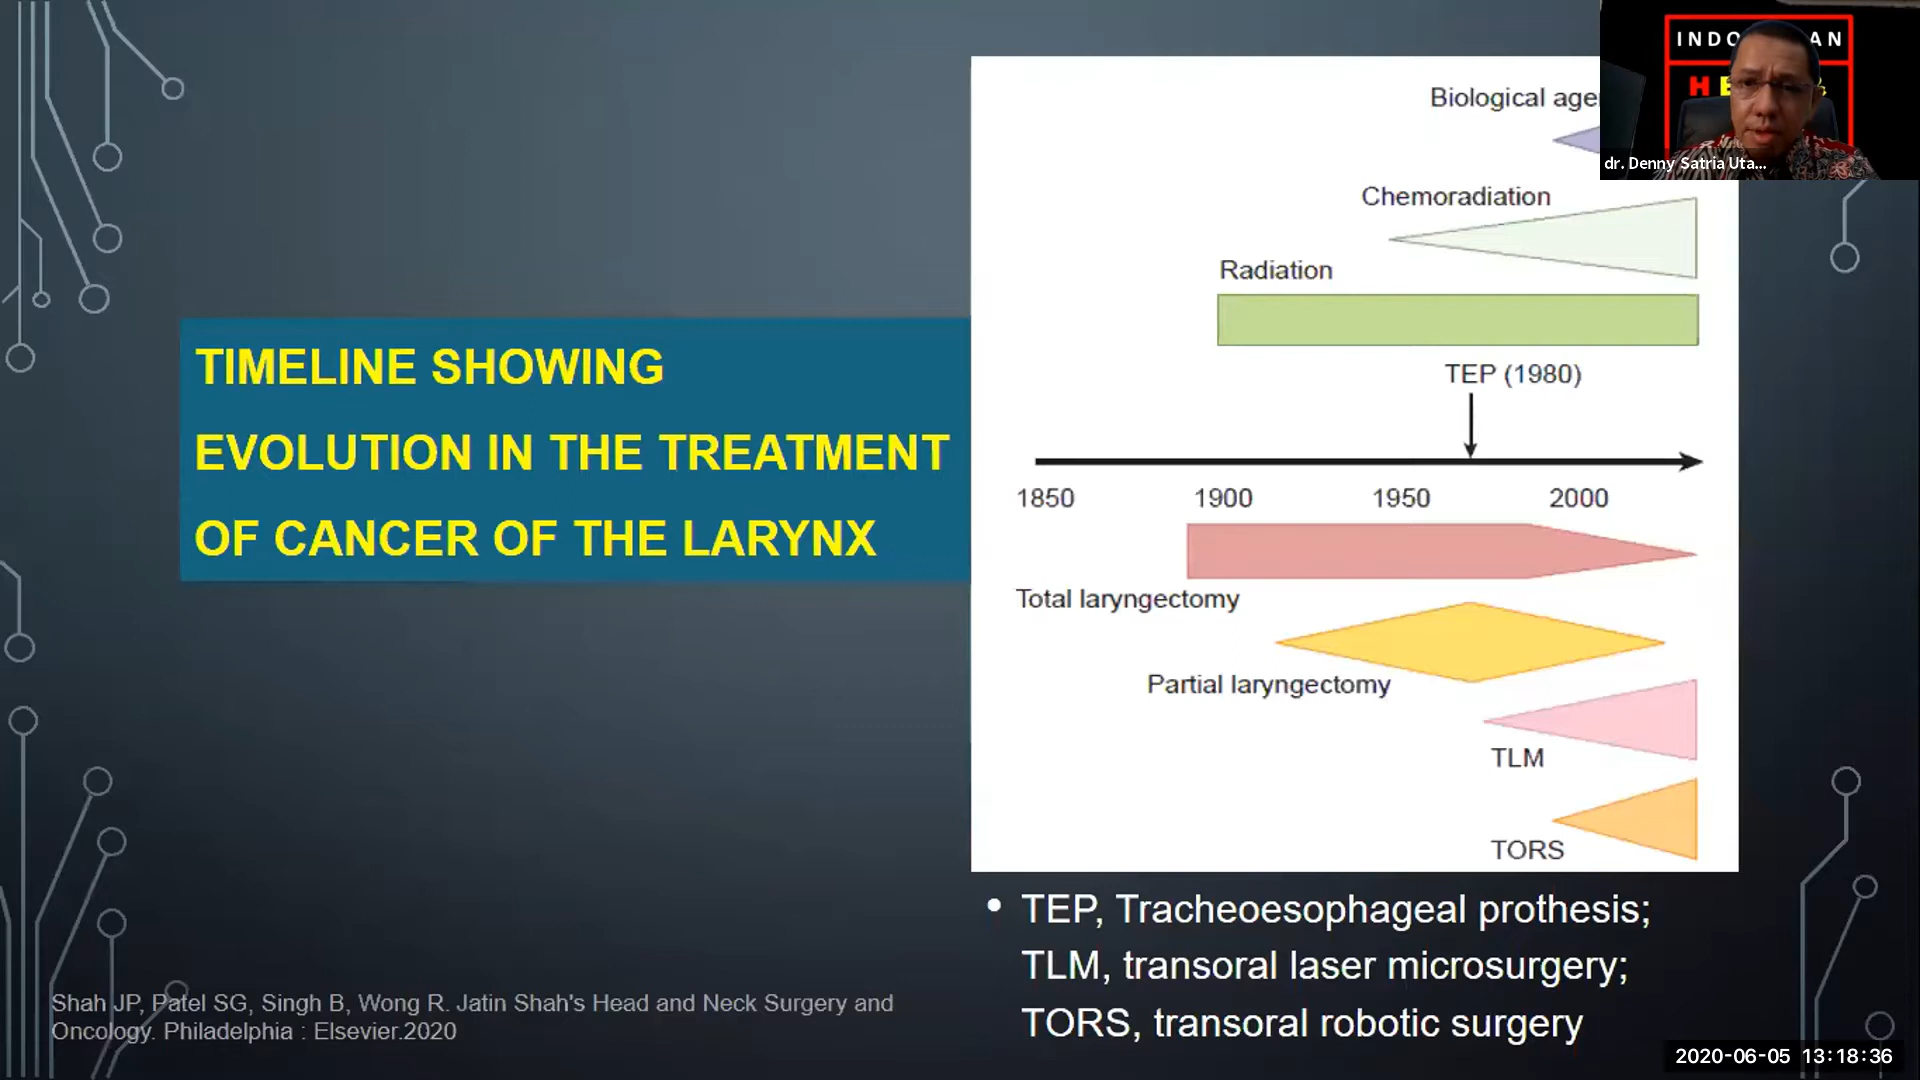 TIMELINE SHOWING
EVOLUTION IN THE TREATMENT
OF CANCER OF THE LARYNX
Biological
Chemoradiation
Radiation
TEP (1980)
1850 1900 1950 2000
Total laryngectomy
Partial laryngectomy
TLM
TORS
• TEP, Tracheoesophageal prothesis;
TLM, transoral laser microsurgery;
TORS, transoral robotic surgery
Shah JP, Patel SG, Singh B, Wong R. Jatin Shah's Head and Neck Surgery and
Oncology. Philadelphia : Elsevier.2020
dr. Denny Satria Uta...
2020-06-05 13:18:36